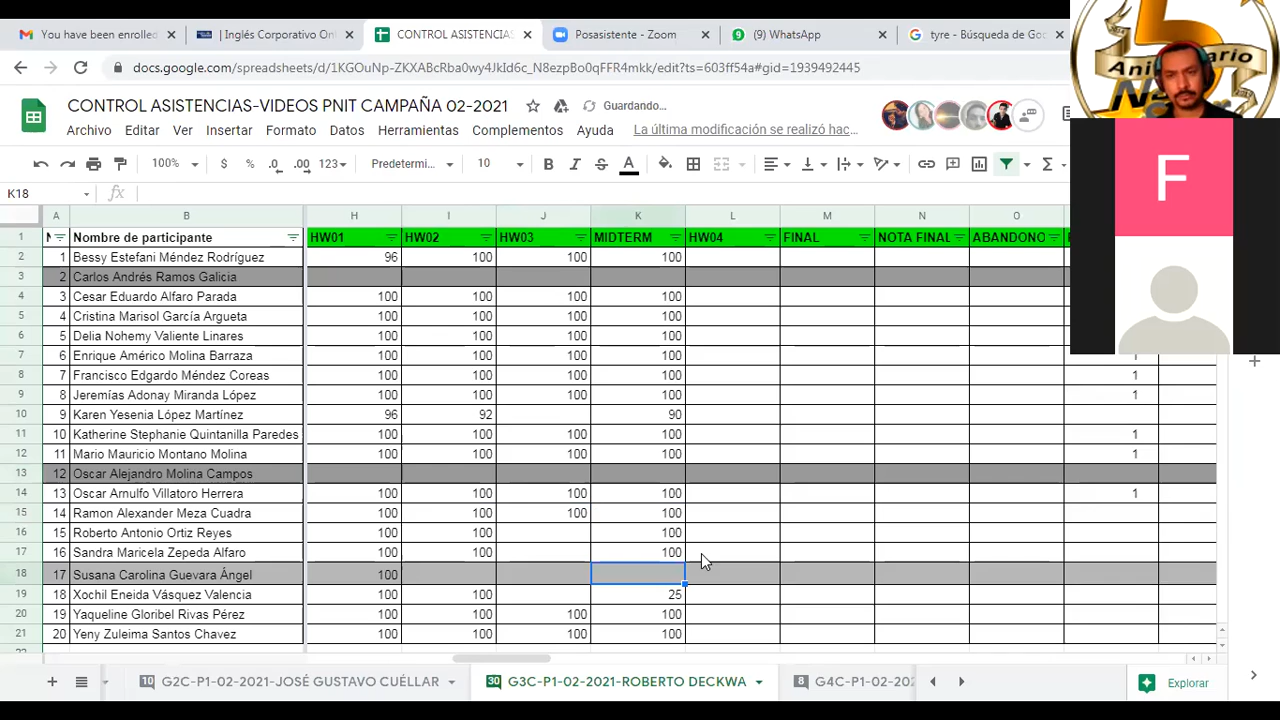 You have been enrolled
| Inglés Corporativo Onl
CONTROL ASISTENCIAS
Posasistente - Zoom
(9) WhatsApp
tyre - Búsqueda de Goo
Aniversario
docs.google.com/spreadsheets/d/
/edit?ts=603ff54a#gid=1939492445
CONTROL ASISTENCIAS-VIDEOS PNIT CAMPAÑA 02-2021
Guardando...
Archivo Editar Ver Insertar Formato Datos Herramientas Complementos Ayuda La última modificación se realizó hac...
100% $ % .0 .00 123 Predetermi... 10 B I S A
F
K18 fx
A B H I J K L M N O
1 Nombre de participante HW01 HW02 HW03 MIDTERM HW04 FINAL NOTA FINAL ABANDONO
2 1 Bessy Estefani Méndez Rodríguez 96 100 100 100
3 2 Carlos Andrés Ramos Galicia
4 3 Cesar Eduardo Alfaro Parada 100 100 100 100
5 4 Cristina Marisol García Argueta 100 100 100 100
6 5 Delia Nohemy Valiente Linares 100 100 100 100
7 6 Enrique Américo Molina Barraza 100 100 100 100 1
8 7 Francisco Edgardo Méndez Coreas 100 100 100 100 1
9 8 Jeremías Adonay Miranda López 100 100 100 100 1
10 9 Karen Yesenia López Martínez 96 92 90
11 10 Katherine Stephanie Quintanilla Paredes 100 100 100 100 1
12 11 Mario Mauricio Montano Molina 100 100 100 100 1
13 12 Oscar Alejandro Molina Campos
14 13 Oscar Arnulfo Villatoro Herrera 100 100 100 100 1
15 14 Ramon Alexander Meza Cuadra 100 100 100 100
16 15 Roberto Antonio Ortiz Reyes 100 100 100
17 16 Sandra Maricela Zepeda Alfaro 100 100 100
18 17 Susana Carolina Guevara Ángel 100
19 18 Xochil Eneida Vásquez Valencia 100 100 25
20 19 Yaqueline Gloribel Rivas Pérez 100 100 100 100
21 20 Yeny Zuleima Santos Chavez 100 100 100 100
10 G2C-P1-02-2021-JOSÉ GUSTAVO CUÉLLAR 30 G3C-P1-02-2021-ROBERTO DECKWA 8 G4C-P1-02-202 Explorar